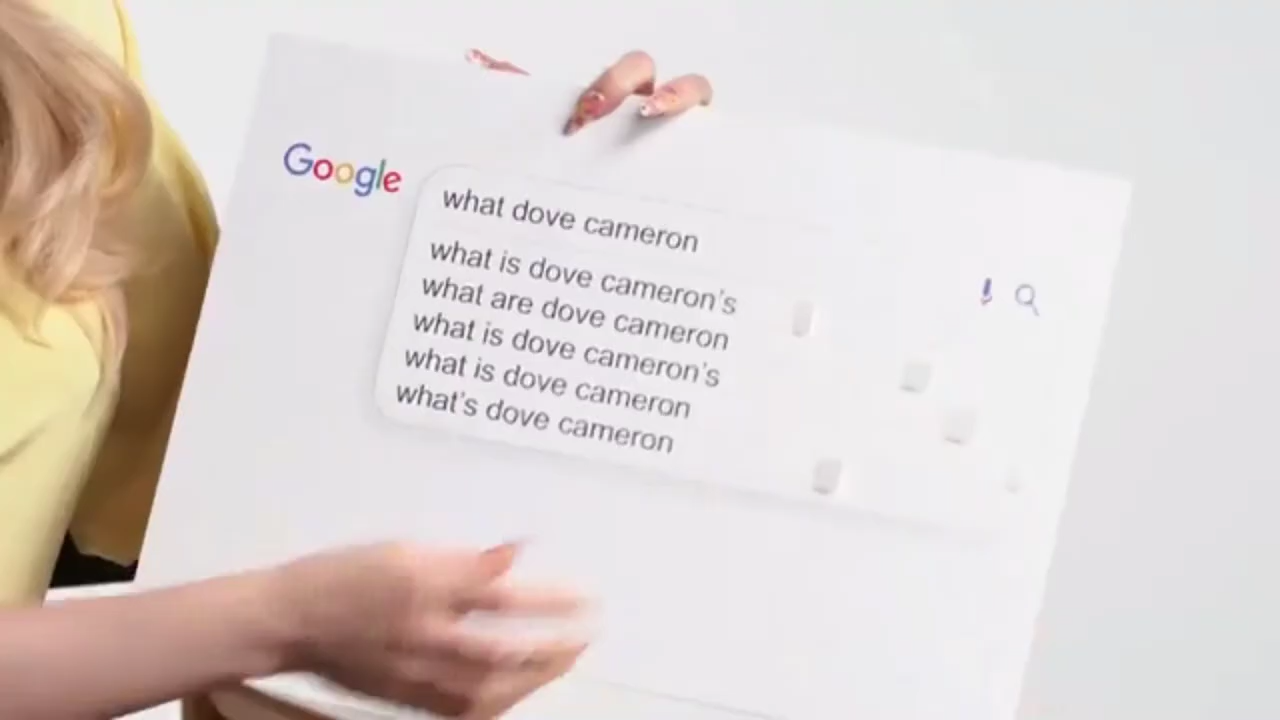 Google
what dove cameron
what is dove cameron's
what are dove cameron
what is dove cameron's
what is dove cameron
what's dove cameron